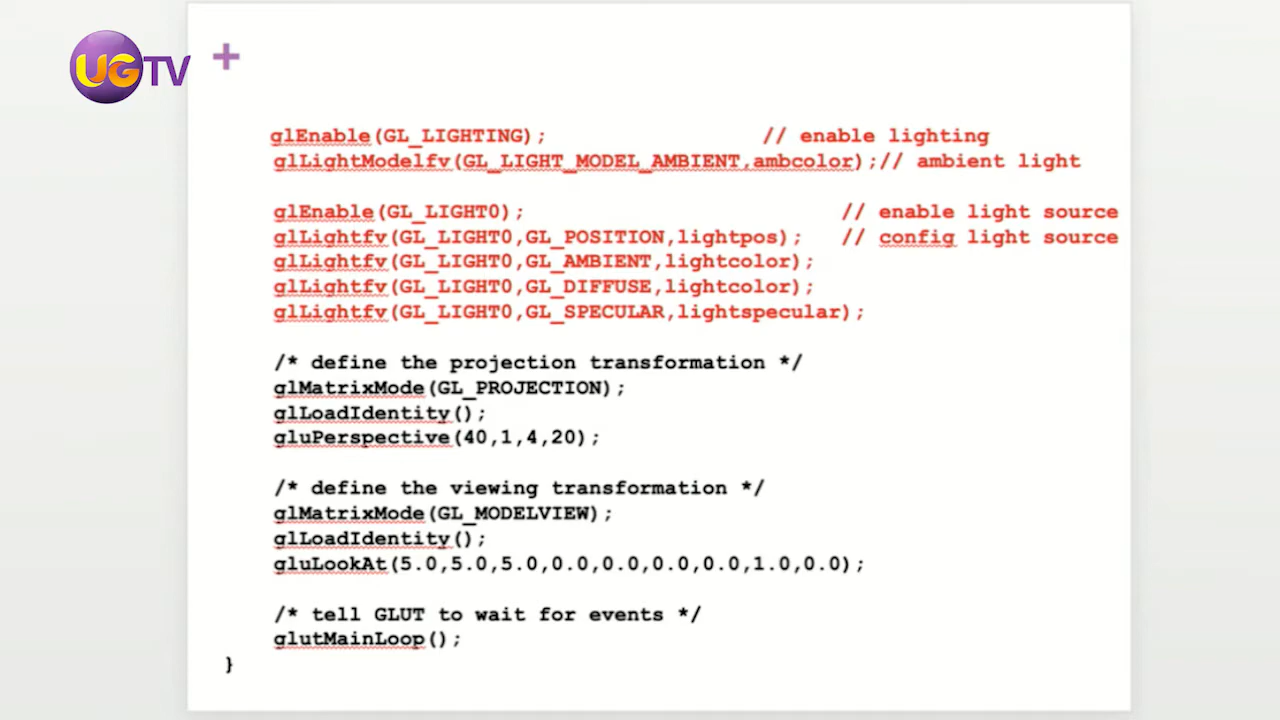 UGTV
+
glEnable(GL_LIGHTING); // enable lighting
glLightModelfv(GL_LIGHT_MODEL_AMBIENT,ambcolor);// ambient light
glEnable(GL_LIGHT0); // enable light source
glLightfv(GL_LIGHT0,GL_POSITION,lightpos); // config light source
glLightfv(GL_LIGHT0,GL_AMBIENT,lightcolor);
glLightfv(GL_LIGHT0,GL_DIFFUSE,lightcolor);
glLightfv(GL_LIGHT0,GL_SPECULAR,lightspecular);
/* define the projection transformation */
glMatrixMode(GL_PROJECTION);
glLoadIdentity();
gluPerspective(40,1,4,20);
/* define the viewing transformation */
glMatrixMode(GL_MODELVIEW);
glLoadIdentity();
gluLookAt(5.0,5.0,5.0,0.0,0.0,0.0,0.0,1.0,0.0);
/* tell GLUT to wait for events */
glutMainLoop();
}